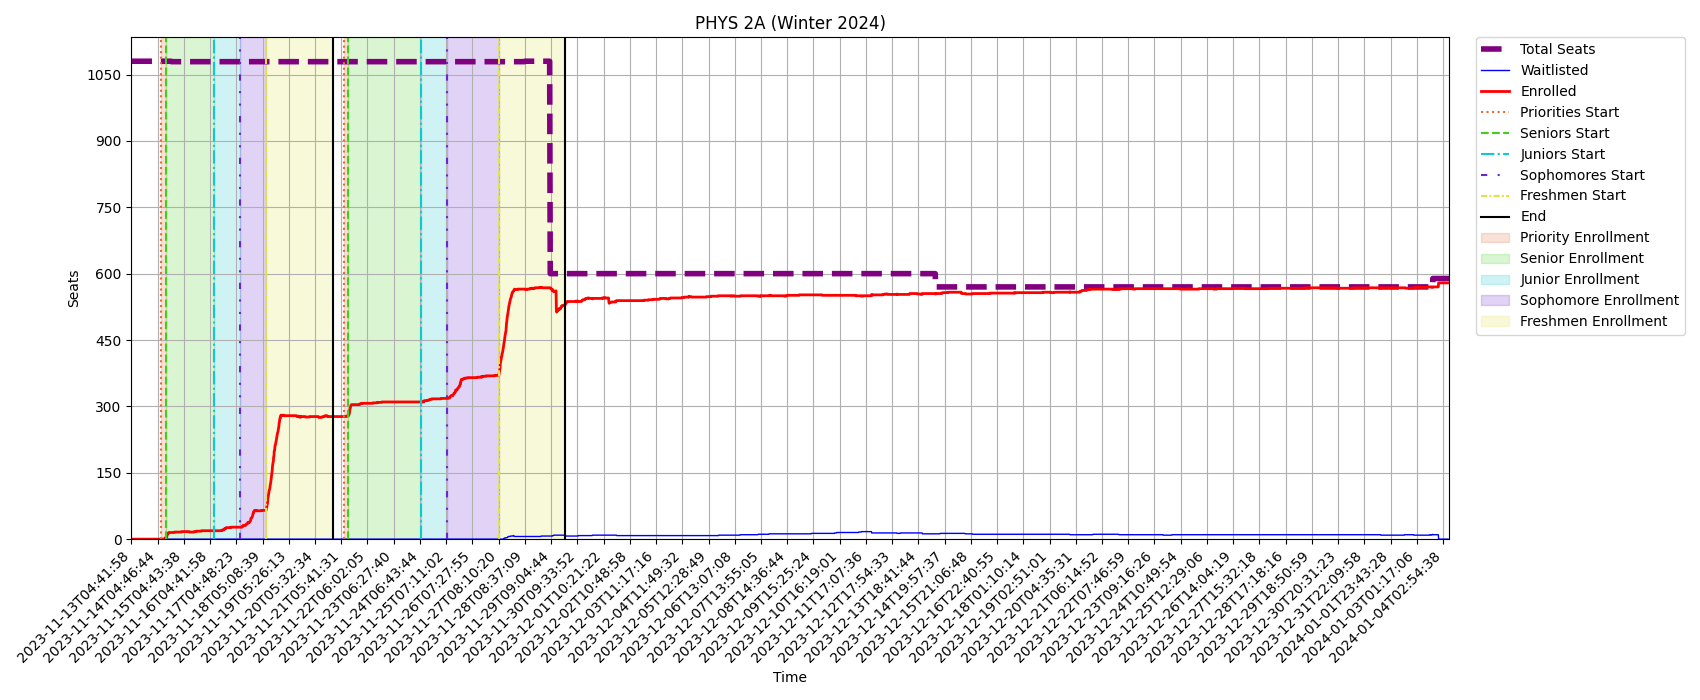 PHYS 2A (Winter 2024)
Seats
1050
900
750
600
450
300
150
0
2023-11-13T04:41:58
2023-11-14T04:46:44
2023-11-15T04:43:38
2023-11-16T04:41:58
2023-11-17T04:48:23
2023-11-18T05:08:39
2023-11-19T05:26:13
2023-11-20T05:32:34
2023-11-21T05:41:31
2023-11-22T06:02:05
2023-11-23T06:27:40
2023-11-24T06:43:44
2023-11-25T07:11:02
2023-11-26T07:27:55
2023-11-28T08:10:20
2023-11-28T08:37:09
2023-11-29T09:04:44
2023-11-30T09:33:52
2023-12-01T10:21:22
2023-12-02T10:48:58
2023-12-03T11:17:16
2023-12-04T11:49:32
2023-12-05T12:28:49
2023-12-06T13:07:08
2023-12-07T13:55:05
2023-12-08T14:36:44
2023-12-09T15:25:24
2023-12-10T16:19:01
2023-12-11T17:07:36
2023-12-12T17:54:33
2023-12-13T18:41:44
2023-12-14T19:57:37
2023-12-15T21:06:48
2023-12-16T22:40:55
2023-12-18T01:10:14
2023-12-19T02:51:01
2023-12-20T04:35:31
2023-12-21T06:14:52
2023-12-22T07:46:59
2023-12-23T09:16:26
2023-12-24T10:49:54
2023-12-25T12:29:06
2023-12-26T14:04:19
2023-12-27T15:32:18
2023-12-28T17:18:16
2023-12-29T18:50:59
2023-12-30T20:31:23
2023-12-31T22:09:58
2024-01-01T23:43:28
2024-01-03T01:17:06
2024-01-04T02:54:38
Time
Total Seats
Waitlisted
Enrolled
Priorities Start
Seniors Start
Juniors Start
Sophomores Start
Freshmen Start
End
Priority Enrollment
Senior Enrollment
Junior Enrollment
Sophomore Enrollment
Freshmen Enrollment